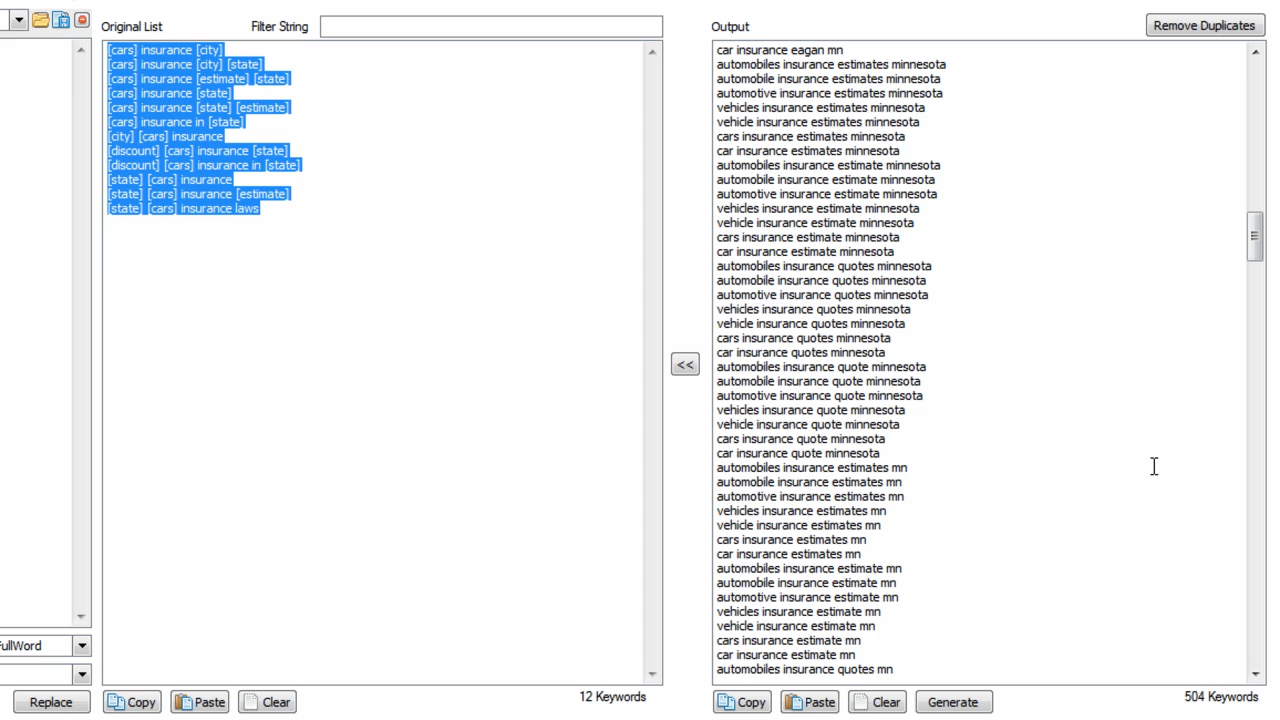 Original List
Filter String
[cars] insurance [city]
[cars] insurance [city] [state]
[cars] insurance [estimate] [state]
[cars] insurance [state]
[cars] insurance [state] [estimate]
[cars] insurance in [state]
[city] [cars] insurance
[discount] [cars] insurance [state]
[discount] [cars] insurance in [state]
[state] [cars] insurance
[state] [cars] insurance [estimate]
[state] [cars] insurance laws
FullWord
Replace
Copy
Paste
Clear
12 Keywords
<<
Output
Remove Duplicates
car insurance eagan mn
automobiles insurance estimates minnesota
automobile insurance estimates minnesota
automotive insurance estimates minnesota
vehicles insurance estimates minnesota
vehicle insurance estimates minnesota
cars insurance estimates minnesota
car insurance estimates minnesota
automobiles insurance estimate minnesota
automobile insurance estimate minnesota
automotive insurance estimate minnesota
vehicles insurance estimate minnesota
vehicle insurance estimate minnesota
cars insurance estimate minnesota
car insurance estimate minnesota
automobiles insurance quotes minnesota
automobile insurance quotes minnesota
automotive insurance quotes minnesota
vehicles insurance quotes minnesota
vehicle insurance quotes minnesota
cars insurance quotes minnesota
car insurance quotes minnesota
automobiles insurance quote minnesota
automobile insurance quote minnesota
automotive insurance quote minnesota
vehicles insurance quote minnesota
vehicle insurance quote minnesota
cars insurance quote minnesota
car insurance quote minnesota
automobiles insurance estimates mn
automobile insurance estimates mn
automotive insurance estimates mn
vehicles insurance estimates mn
vehicle insurance estimates mn
cars insurance estimates mn
car insurance estimates mn
automobiles insurance estimate mn
automobile insurance estimate mn
automotive insurance estimate mn
vehicles insurance estimate mn
vehicle insurance estimate mn
cars insurance estimate mn
car insurance estimate mn
automobiles insurance quotes mn
Copy
Paste
Clear
Generate
504 Keywords